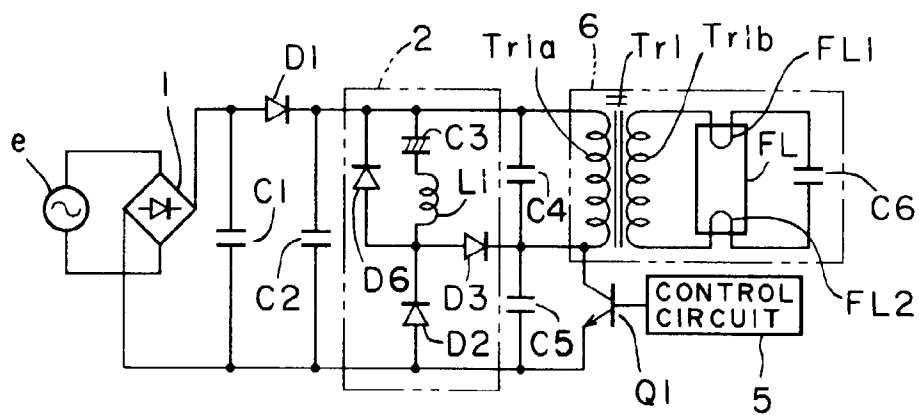 2
6
Tr1a
Tr1
Tr1b
FL1
D1
1
e
C3
FL
L1
C1
C4
C6
C2
D6
D3
FL2
D2
C5
CONTROL
CIRCUIT
Q1
5